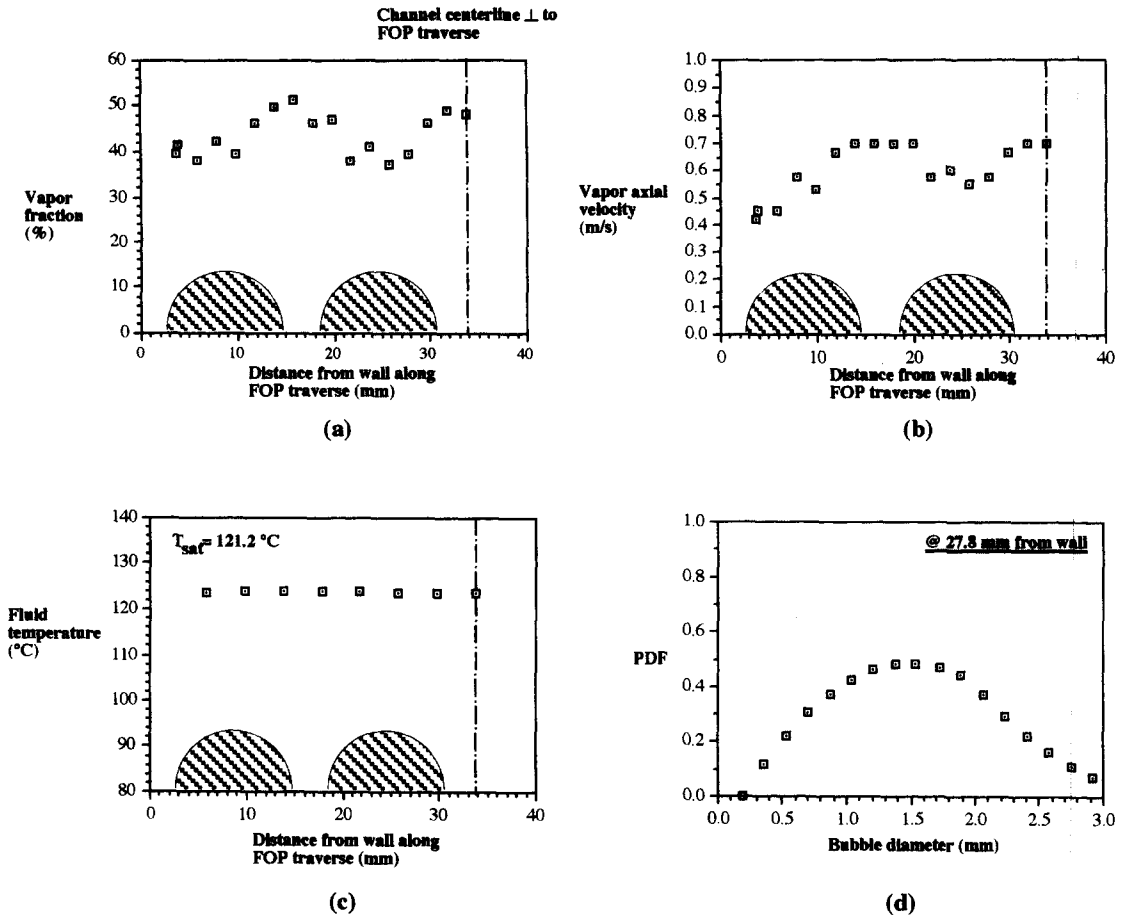 Channel centerline ⊥ to
FOP traverse
60
50
40
30
20
10
0
Vapor
fraction
(%)
0
10
20
30
40
Distance from wall along
FOP traverse (mm)
(a)
1.0
0.9
0.8
0.7
0.6
0.5
0.4
0.3
0.2
0.1
0.0
Vapor axial
velocity
(m/s)
0
10
20
30
40
Distance from wall along
FOP traverse (mm)
(b)
140
130
120
110
100
90
80
Tsat= 121.2 °C
Fluid
temperature
(°C)
0
10
20
30
40
Distance from wall along
FOP traverse (mm)
(c)
1.0
0.8
0.6
0.4
0.2
0.0
@ 27.8 mm from wall
PDF
0.0
0.5
1.0
1.5
2.0
2.5
3.0
Bubble diameter (mm)
(d)